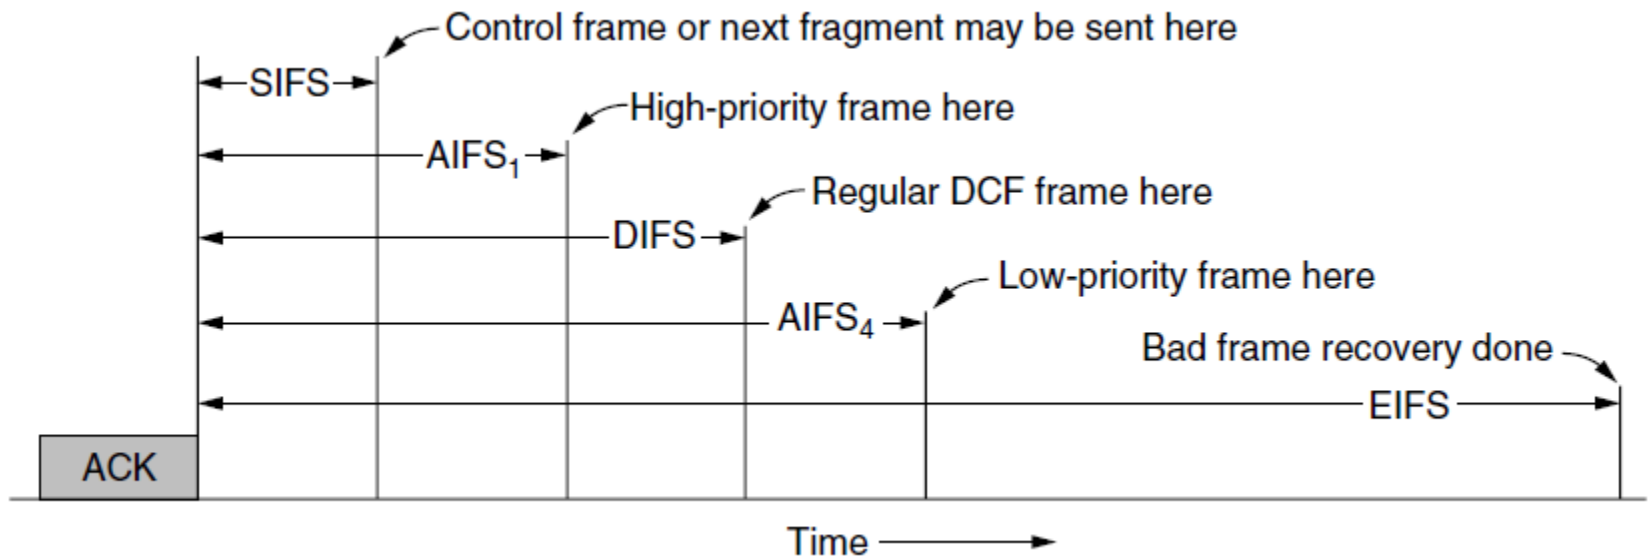 Control frame or next fragment may be sent here
SIFS
High-priority frame here
AIFS₁
Regular DCF frame here
DIFS
Low-priority frame here
AIFS₄
Bad frame recovery done
EIFS
ACK
Time